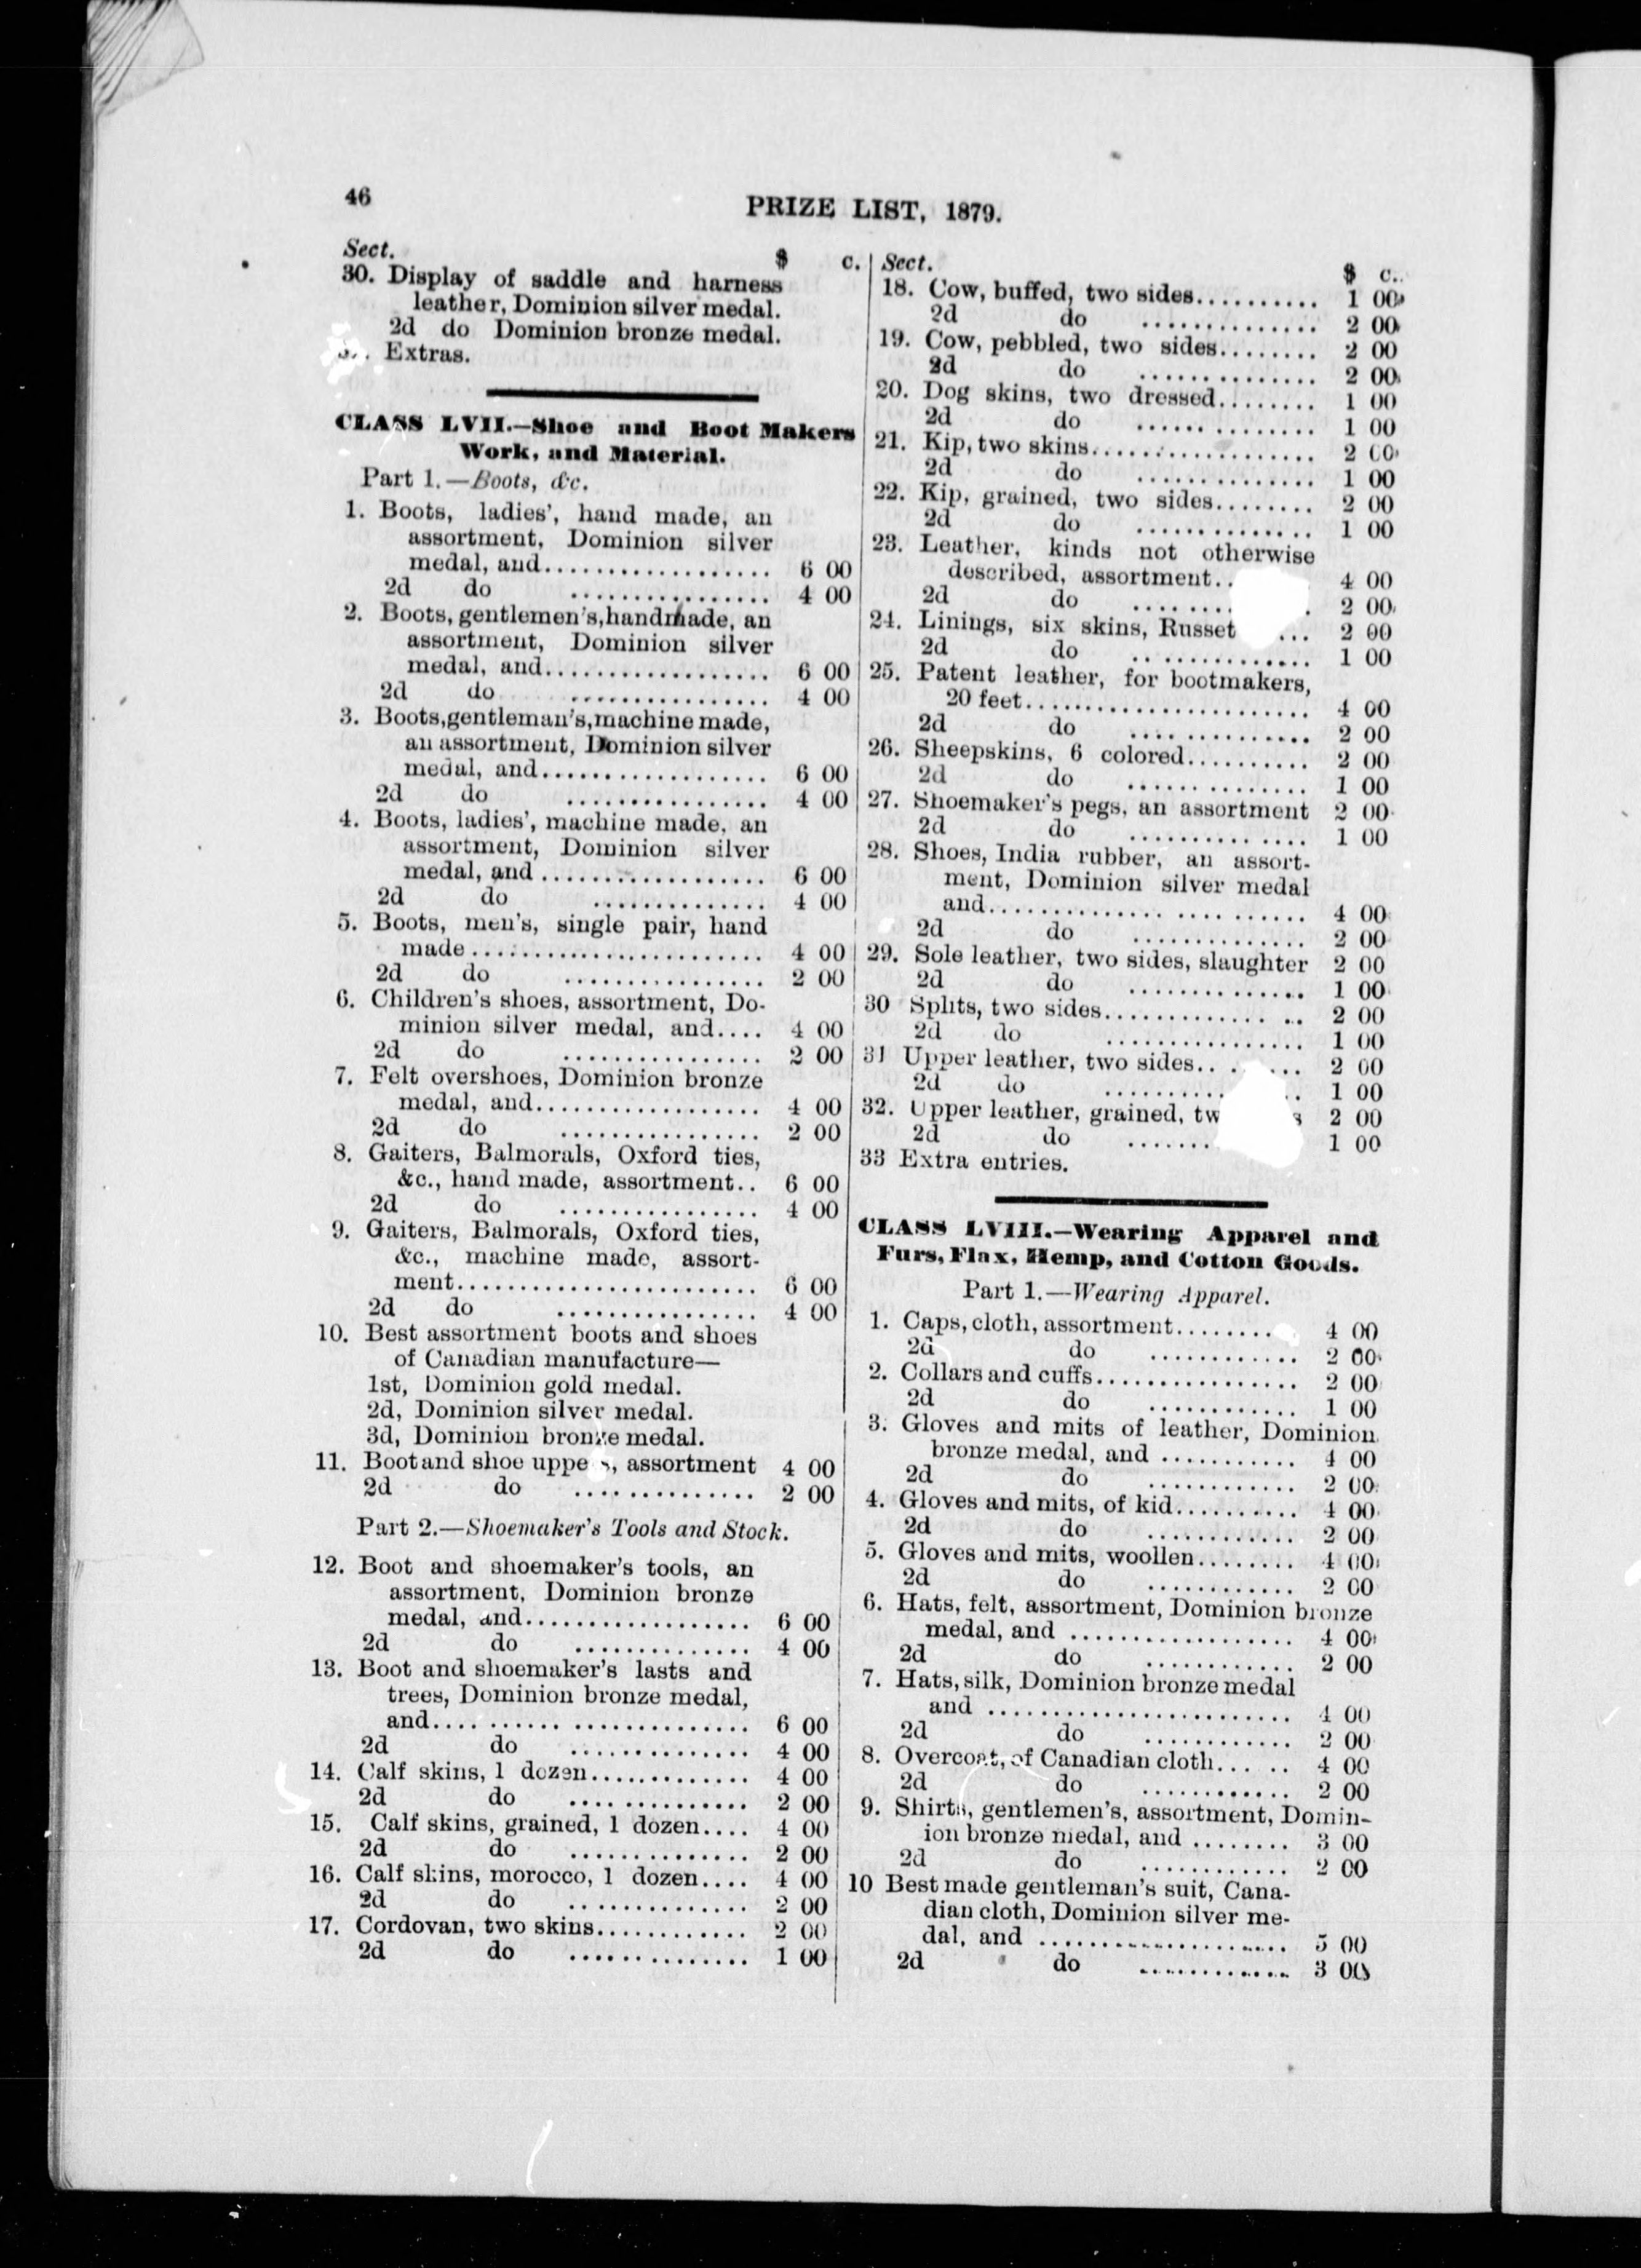 46
PRIZE LIST, 1879.
Sect. $ c.
30. Display of saddle and harness
leather, Dominion silver medal.
2d do Dominion bronze medal.
Extras.
CLASS LVII.—Shoe and Boot Makers
Work, and Material.
Part 1.—Boots, &c.
1. Boots, ladies', hand made, an
assortment, Dominion silver
medal, and.................. 6 00
2d do ................ 4 00
2. Boots, gentlemen's, handmade, an
assortment, Dominion silver
medal, and.................. 6 00
2d do ................ 4 00
3. Boots, gentleman's, machine made,
an assortment, Dominion silver
medal, and.................. 6 00
2d do ................ 4 00
4. Boots, ladies', machine made, an
assortment, Dominion silver
medal, and .................. 6 00
2d do .............. 4 00
5. Boots, men's, single pair, hand
made ....................... 4 00
2d do ................ 2 00
6. Children's shoes, assortment, Do-
minion silver medal, and.... 4 00
2d do ................ 2 00
7. Felt overshoes, Dominion bronze
medal, and.................. 4 00
2d do ................ 2 00
8. Gaiters, Balmorals, Oxford ties,
&c., hand made, assortment.. 6 00
2d do ................ 4 00
9. Gaiters, Balmorals, Oxford ties,
&c., machine made, assort-
ment........................ 6 00
2d do ................ 4 00
10. Best assortment boots and shoes
of Canadian manufacture—
1st, Dominion gold medal.
2d, Dominion silver medal.
3d, Dominion bronze medal.
11. Boot and shoe uppe s, assortment 4 00
2d do .............. 2 00
Part 2.—Shoemaker's Tools and Stock.
12. Boot and shoemaker's tools, an
assortment, Dominion bronze
medal, and.................. 6 00
2d do .............. 4 00
13. Boot and shoemaker's lasts and
trees, Dominion bronze medal,
and.... ...... .............. 6 00
2d do .............. 4 00
14. Calf skins, 1 dozen............. 4 00
2d do .... .......... 2 00
15. Calf skins, grained, 1 dozen.... 4 00
2d do .............. 2 00
16. Calf skins, morocco, 1 dozen.... 4 00
2d do .............. 2 00
17. Cordovan, two skins............ 2 00
2d do .............. 1 00
Sect. $ c.
18. Cow, buffed, two sides.......... 1 00
2d do .............. 2 00
19. Cow, pebbled, two sides........ 2 00
2d do .............. 2 00
20. Dog skins, two dressed........ 1 00
2d do .............. 1 00
21. Kip, two skins.................. 2 00
2d do .............. 1 00
22. Kip, grained, two sides........ 2 00
2d do .............. 1 00
23. Leather, kinds not otherwise
described, assortment.. 4 00
2d do ........ . 2 00
24. Linings, six skins, Russet ... 2 00
2d do .............. 1 00
25. Patent leather, for bootmakers,
20 feet....................... 4 00
2d do .............. 2 00
26. Sheepskins, 6 colored.......... 2 00
2d do .............. 1 00
27. Shoemaker's pegs, an assortment 2 00
2d do .......... .... 1 00
28. Shoes, India rubber, an assort-
ment, Dominion silver medal
and.............. .......... 4 00
2d do .............. 2 00
29. Sole leather, two sides, slaughter 2 00
2d do .............. 1 00
30 Splits, two sides............. .. 2 00
2d do ................ 1 00
31 Upper leather, two sides.. . ... 2 00
2d do .......... . 1 00
32. Upper leather, grained, tw s 2 00
2d do ....... 1 00
33 Extra entries.
CLASS LVIII.—Wearing Apparel and
Furs, Flax, Hemp, and Cotton Goods.
Part 1.—Wearing Apparel.
1. Caps, cloth, assortment........ 4 00
2d do ............ 2 00
2. Collars and cuffs................ 2 00
2d do ............ 1 00
3. Gloves and mits of leather, Dominion
bronze medal, and ........... 4 00
2d do ............ 2 00
4. Gloves and mits, of kid.......... 4 00
2d do ............ 2 00
5. Gloves and mits, woollen........ 4 00
2d do ............ 2 00
6. Hats, felt, assortment, Dominion bronze
medal, and .................. 4 00
2d do ............ 2 00
7. Hats, silk, Dominion bronze medal
and ........................ 4 00
2d do ............ 2 00
8. Overcoat, of Canadian cloth... .. 4 00
2d do ............ 2 00
9. Shirts, gentlemen's, assortment, Domin-
ion bronze medal, and ........ 3 00
2d do ............ 2 00
10 Best made gentleman's suit, Cana-
dian cloth, Dominion silver me-
dal, and .................... 5 00
2d do ............ 3 00